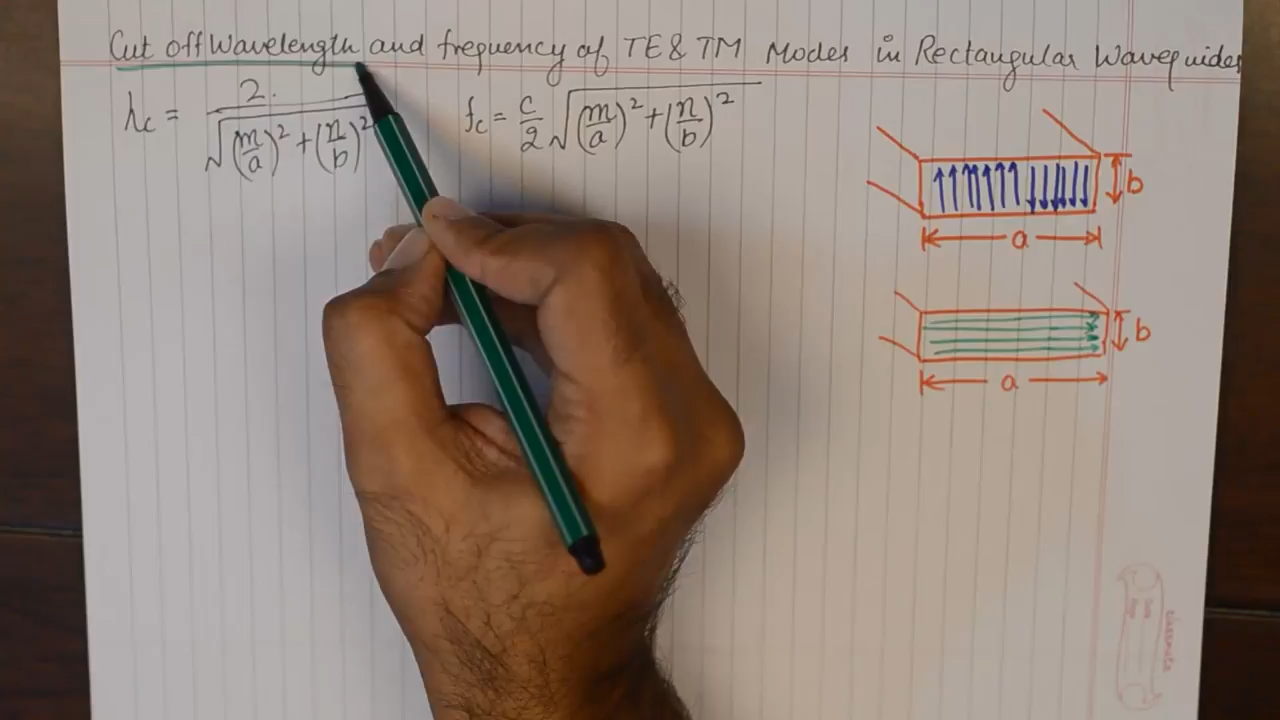 Cut off Wavelength and frequency of TE & TM Modes in Rectangular Waveguides
λc = 2. / √((m/a)² + (n/b)²)
fc = c/2 √((m/a)² + (n/b)²)
b
a
b
a
classmate